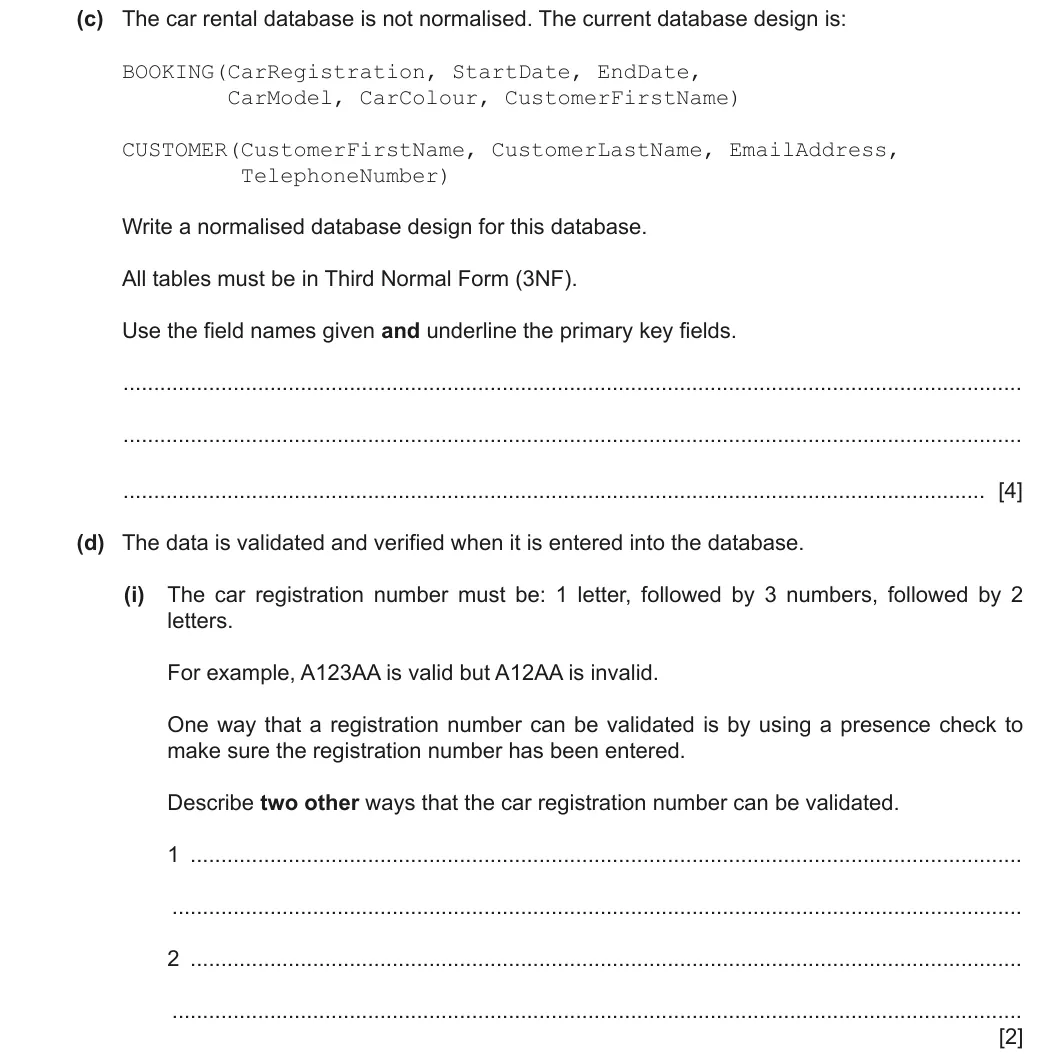 (c) The car rental database is not normalised. The current database design is:
BOOKING(CarRegistration, StartDate, EndDate,
CarModel, CarColour, CustomerFirstName)
CUSTOMER(CustomerFirstName, CustomerLastName, EmailAddress,
TelephoneNumber)
Write a normalised database design for this database.
All tables must be in Third Normal Form (3NF).
Use the field names given and underline the primary key fields.
[4]
(d) The data is validated and verified when it is entered into the database.
(i) The car registration number must be: 1 letter, followed by 3 numbers, followed by 2
letters.
For example, A123AA is valid but A12AA is invalid.
One way that a registration number can be validated is by using a presence check to
make sure the registration number has been entered.
Describe two other ways that the car registration number can be validated.
1
2
[2]